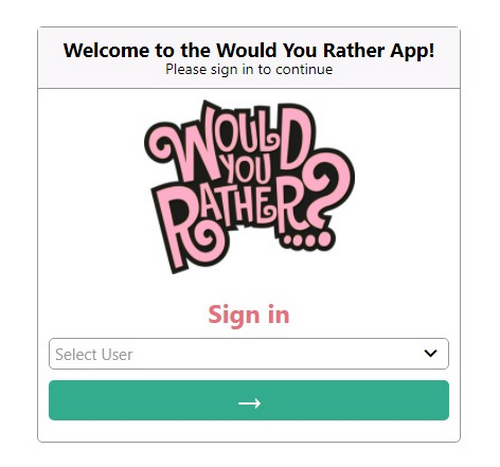 Welcome to the Would You Rather App!
Please sign in to continue
WOULD
YOU
RATHER...?
Sign in
Select User
→